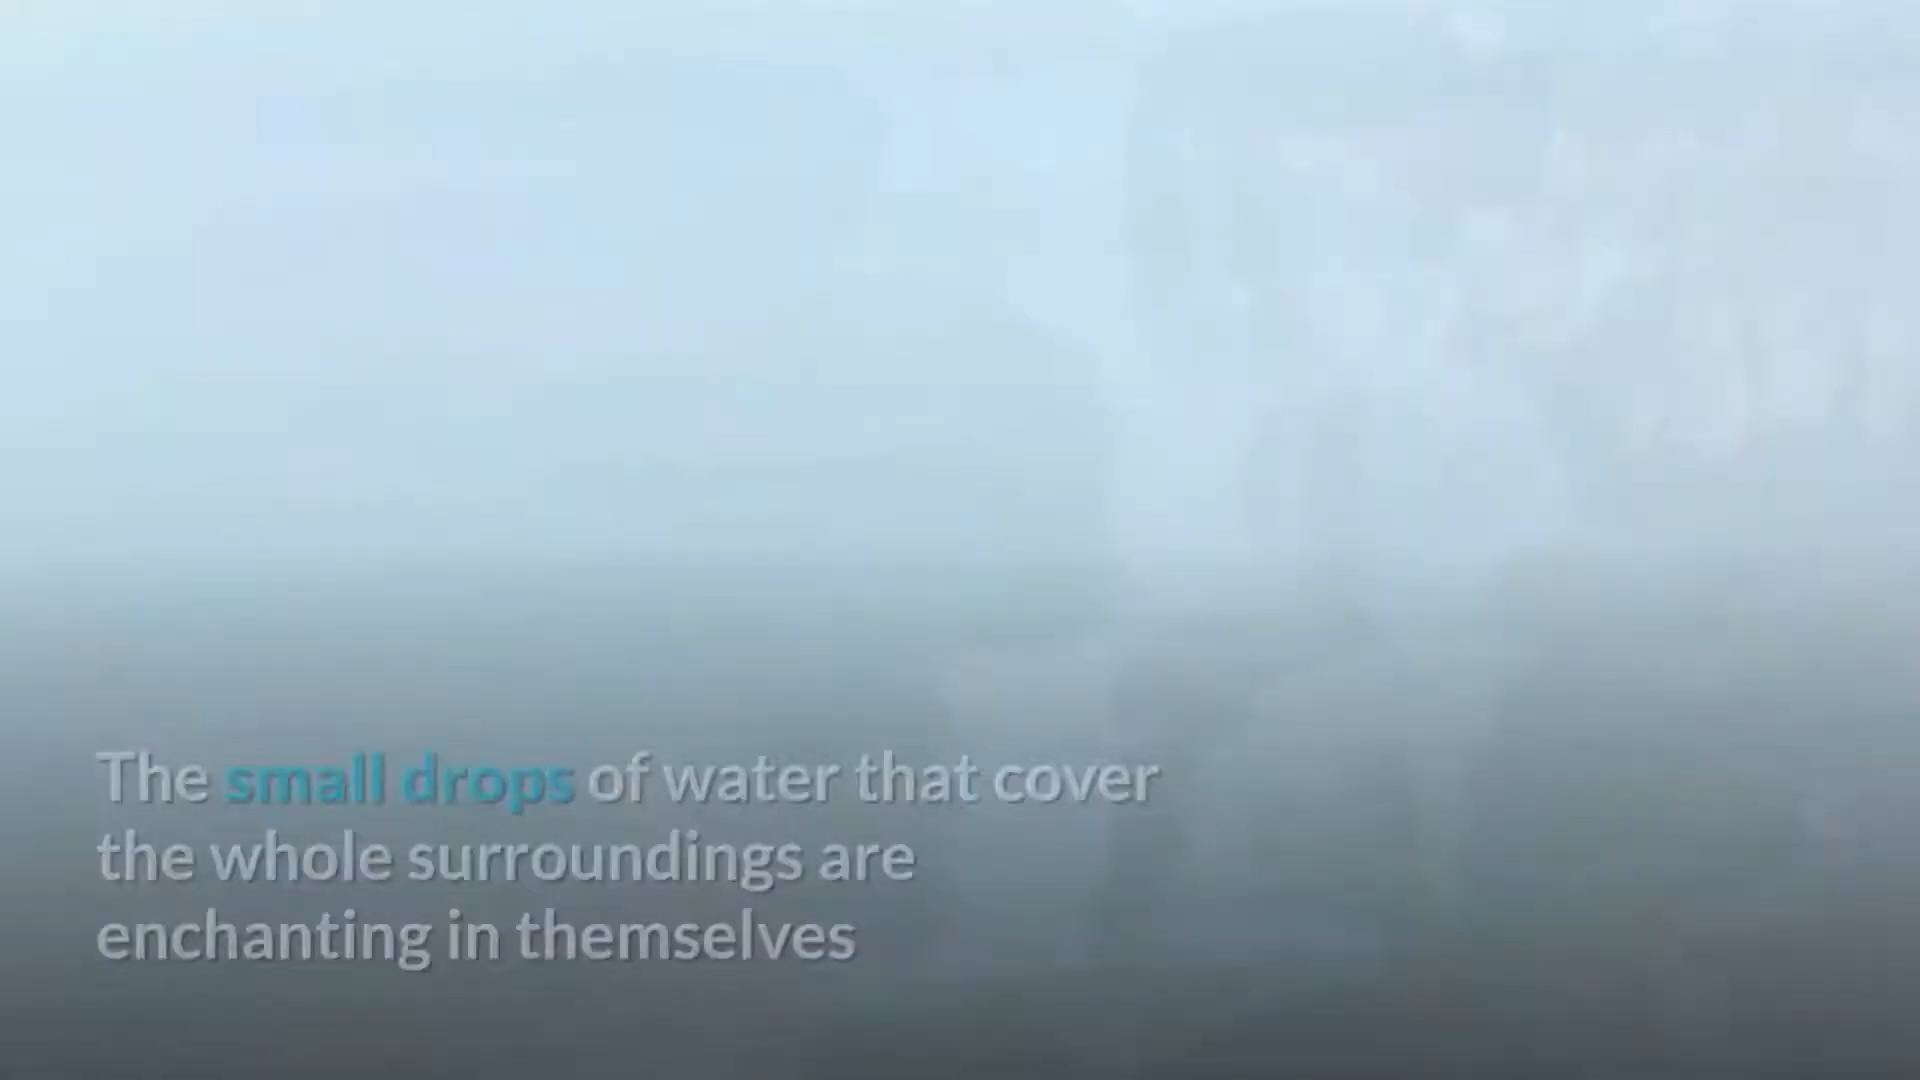 The small drops of water that cover
the whole surroundings are
enchanting in themselves